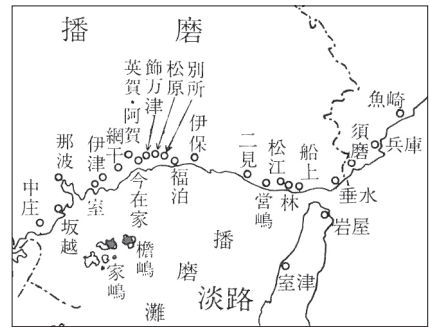 播磨
英賀・阿賀
飾万津
松原
別所
魚崎
那波
伊津
網干
伊保
二見
松江
船上
須磨
兵庫
中庄
室
今在家
福泊
営嶋
林
垂水
坂越
家嶋
檐嶋
播磨灘
岩屋
室津
淡路